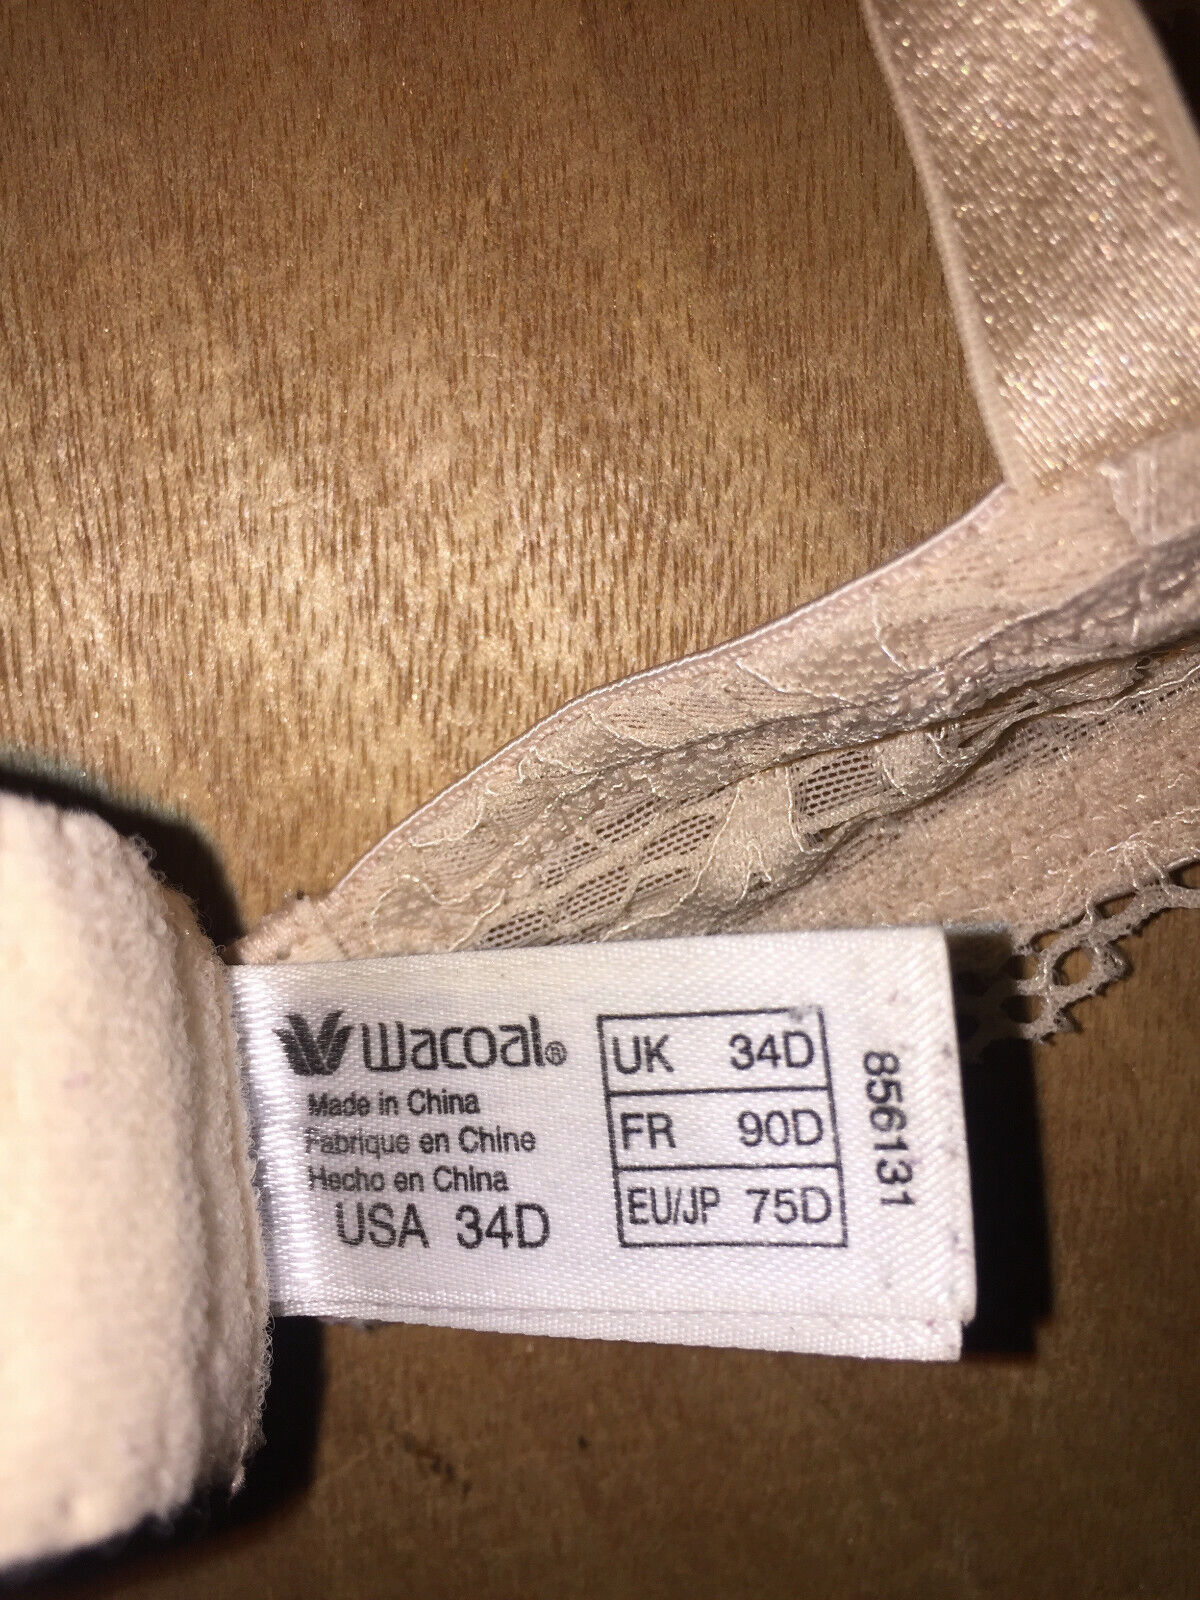 wacoal®
Made in China
Fabrique en Chine
Hecho en China
USA 34D
UK 34D
FR 90D
EU/JP 75D
856131